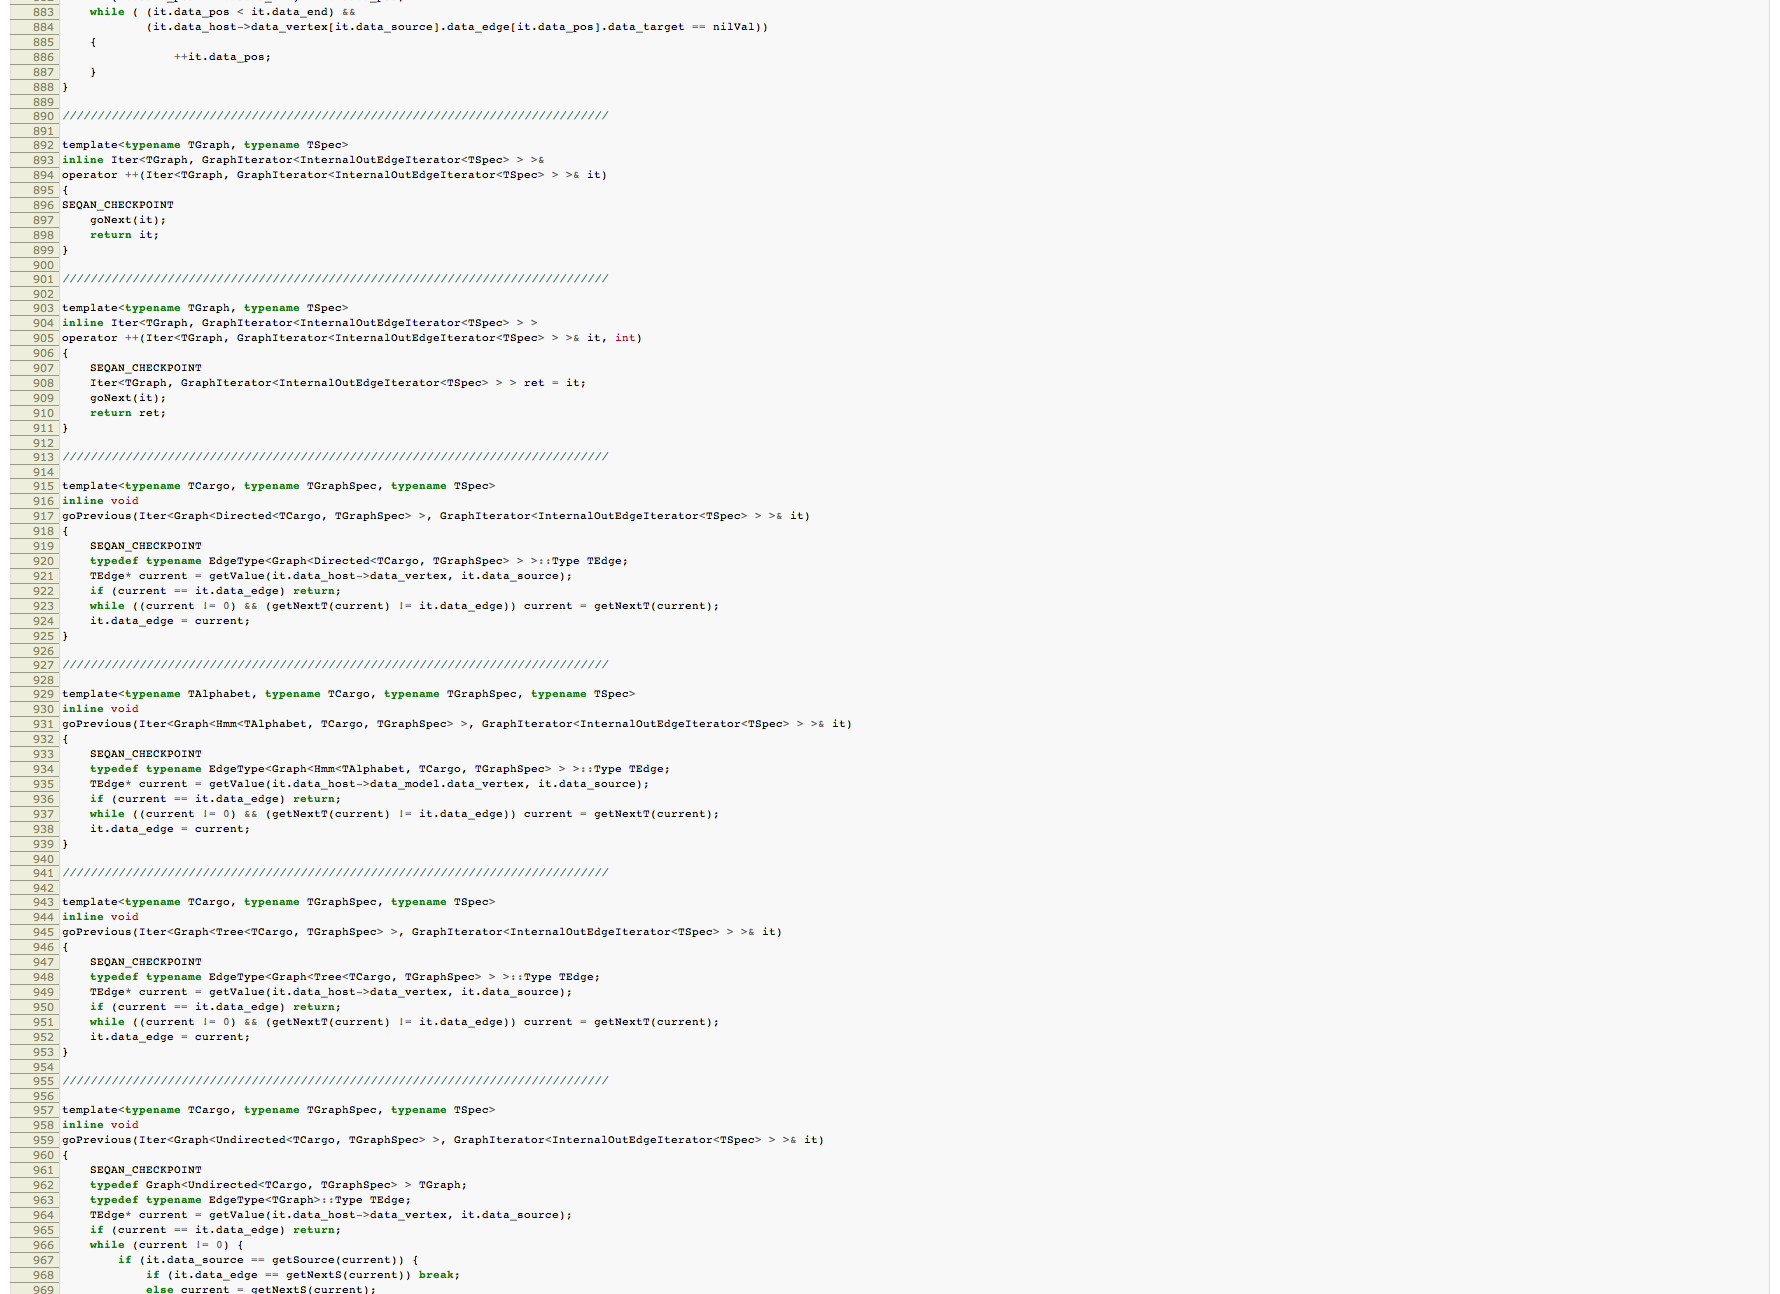 883 while ( (it.data_pos < it.data_end) &&
884 (it.data_host->data_vertex[it.data_source].data_edge[it.data_pos].data_target == nilVal))
885 {
886 ++it.data_pos;
887 }
888 }
889
890 //////////////////////////////////////////////////////////////////////////////
891
892 template<typename TGraph, typename TSpec>
893 inline Iter<TGraph, GraphIterator<InternalOutEdgeIterator<TSpec> > >&
894 operator ++(Iter<TGraph, GraphIterator<InternalOutEdgeIterator<TSpec> > >& it)
895 {
896 SEQAN_CHECKPOINT
897 goNext(it);
898 return it;
899 }
900
901 //////////////////////////////////////////////////////////////////////////////
902
903 template<typename TGraph, typename TSpec>
904 inline Iter<TGraph, GraphIterator<InternalOutEdgeIterator<TSpec> > >
905 operator ++(Iter<TGraph, GraphIterator<InternalOutEdgeIterator<TSpec> > >& it, int)
906 {
907 SEQAN_CHECKPOINT
908 Iter<TGraph, GraphIterator<InternalOutEdgeIterator<TSpec> > > ret = it;
909 goNext(it);
910 return ret;
911 }
912
913 //////////////////////////////////////////////////////////////////////////////
914
915 template<typename TCargo, typename TGraphSpec, typename TSpec>
916 inline void
917 goPrevious(Iter<Graph<Directed<TCargo, TGraphSpec> >, GraphIterator<InternalOutEdgeIterator<TSpec> > >& it)
918 {
919 SEQAN_CHECKPOINT
920 typedef typename EdgeType<Graph<Directed<TCargo, TGraphSpec> > >::Type TEdge;
921 TEdge* current = getValue(it.data_host->data_vertex, it.data_source);
922 if (current == it.data_edge) return;
923 while ((current != 0) && (getNextT(current) != it.data_edge)) current = getNextT(current);
924 it.data_edge = current;
925 }
926
927 //////////////////////////////////////////////////////////////////////////////
928
929 template<typename TAlphabet, typename TCargo, typename TGraphSpec, typename TSpec>
930 inline void
931 goPrevious(Iter<Graph<Hmm<TAlphabet, TCargo, TGraphSpec> >, GraphIterator<InternalOutEdgeIterator<TSpec> > >& it)
932 {
933 SEQAN_CHECKPOINT
934 typedef typename EdgeType<Graph<Hmm<TAlphabet, TCargo, TGraphSpec> > >::Type TEdge;
935 TEdge* current = getValue(it.data_host->data_model.data_vertex, it.data_source);
936 if (current == it.data_edge) return;
937 while ((current != 0) && (getNextT(current) != it.data_edge)) current = getNextT(current);
938 it.data_edge = current;
939 }
940
941 //////////////////////////////////////////////////////////////////////////////
942
943 template<typename TCargo, typename TGraphSpec, typename TSpec>
944 inline void
945 goPrevious(Iter<Graph<Tree<TCargo, TGraphSpec> >, GraphIterator<InternalOutEdgeIterator<TSpec> > >& it)
946 {
947 SEQAN_CHECKPOINT
948 typedef typename EdgeType<Graph<Tree<TCargo, TGraphSpec> > >::Type TEdge;
949 TEdge* current = getValue(it.data_host->data_vertex, it.data_source);
950 if (current == it.data_edge) return;
951 while ((current != 0) && (getNextT(current) != it.data_edge)) current = getNextT(current);
952 it.data_edge = current;
953 }
954
955 //////////////////////////////////////////////////////////////////////////////
956
957 template<typename TCargo, typename TGraphSpec, typename TSpec>
958 inline void
959 goPrevious(Iter<Graph<Undirected<TCargo, TGraphSpec> >, GraphIterator<InternalOutEdgeIterator<TSpec> > >& it)
960 {
961 SEQAN_CHECKPOINT
962 typedef Graph<Undirected<TCargo, TGraphSpec> > TGraph;
963 typedef typename EdgeType<TGraph>::Type TEdge;
964 TEdge* current = getValue(it.data_host->data_vertex, it.data_source);
965 if (current == it.data_edge) return;
966 while (current != 0) {
967 if (it.data_source == getSource(current)) {
968 if (it.data_edge == getNextS(current)) break;
969 else current = getNextS(current);